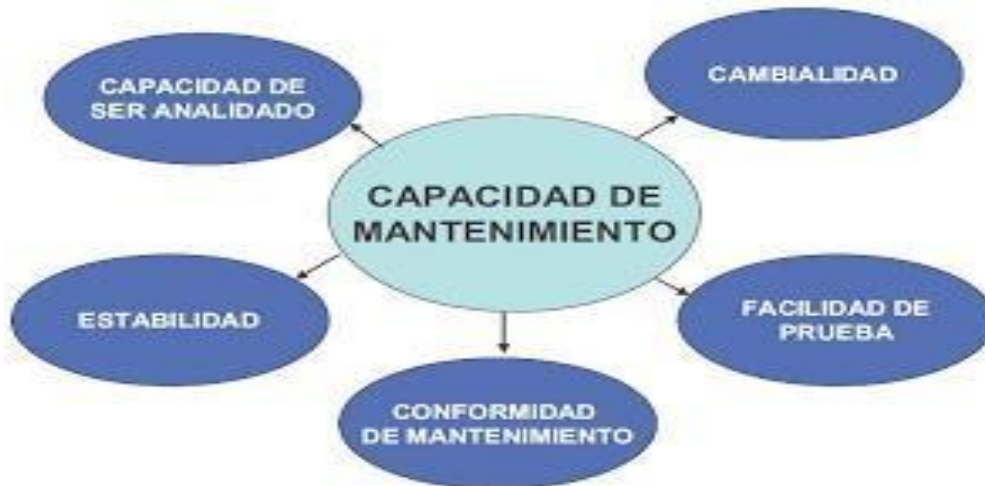 CAPACIDAD DE
SER ANALIDADO
CAMBIALIDAD
CAPACIDAD DE
MANTENIMIENTO
ESTABILIDAD
FACILIDAD DE
PRUEBA
CONFORMIDAD
DE MANTENIMIENTO